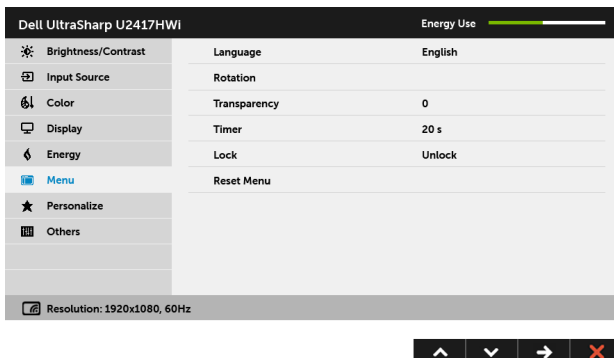 Dell UltraSharp U2417HWi Energy Use
Brightness/Contrast Language English
Input Source Rotation
Color Transparency 0
Display Timer 20 s
Energy Lock Unlock
Menu Reset Menu
Personalize
Others
Resolution: 1920x1080, 60Hz